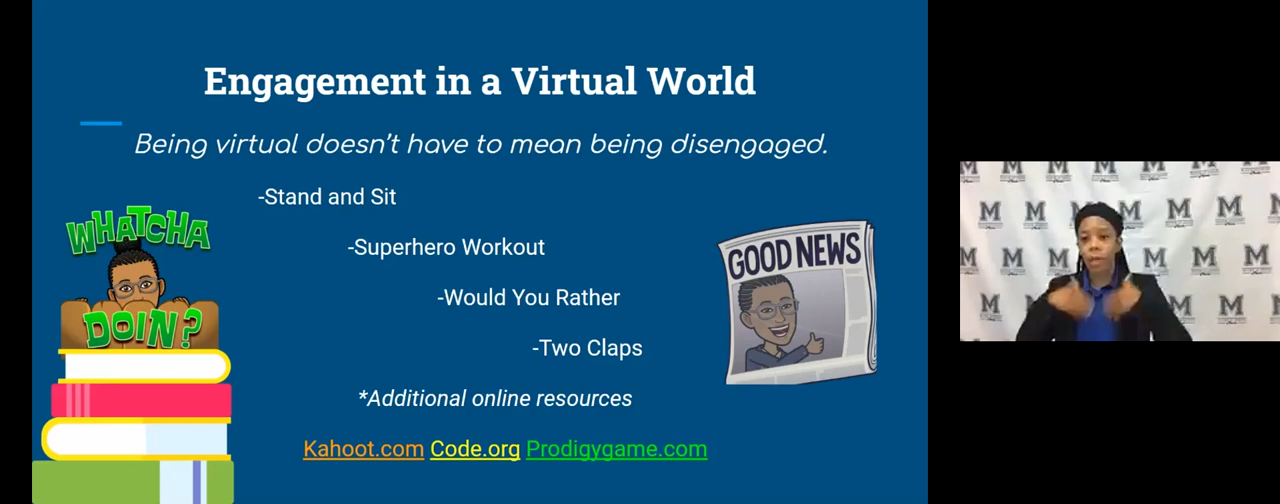 Engagement in a Virtual World
Being virtual doesn't have to mean being disengaged.
-Stand and Sit
WHATCHA
DOIN?
-Superhero Workout
GOOD NEWS
-Would You Rather
-Two Claps
*Additional online resources
Kahoot.com Code.org Prodigygame.com
M